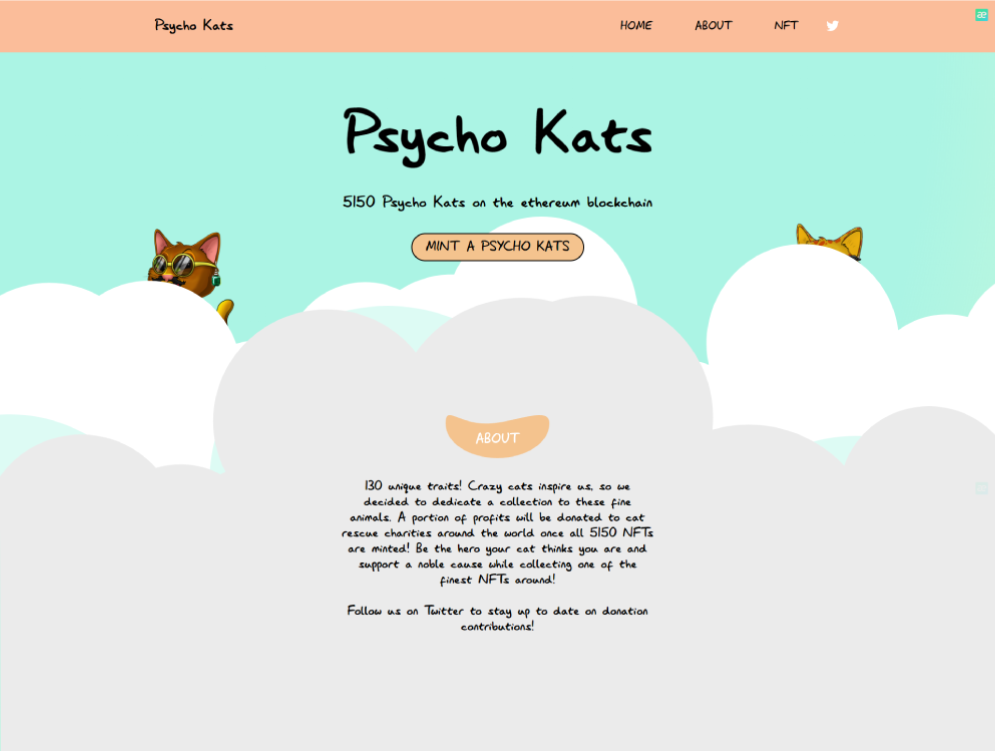 Psycho Kats
HOME ABOUT NFT
æ
Psycho Kats
5150 Psycho Kats on the ethereum blockchain
MINT A PSYCHO KATS
ABOUT
130 unique traits! Crazy cats inspire us, so we
decided to dedicate a collection to these fine
animals. A portion of profits will be donated to cat
rescue charities around the world once all 5150 NFTs
are minted! Be the hero your cat thinks you are and
support a noble cause while collecting one of the
finest NFTs around!
Follow us on Twitter to stay up to date on donation
contributions!